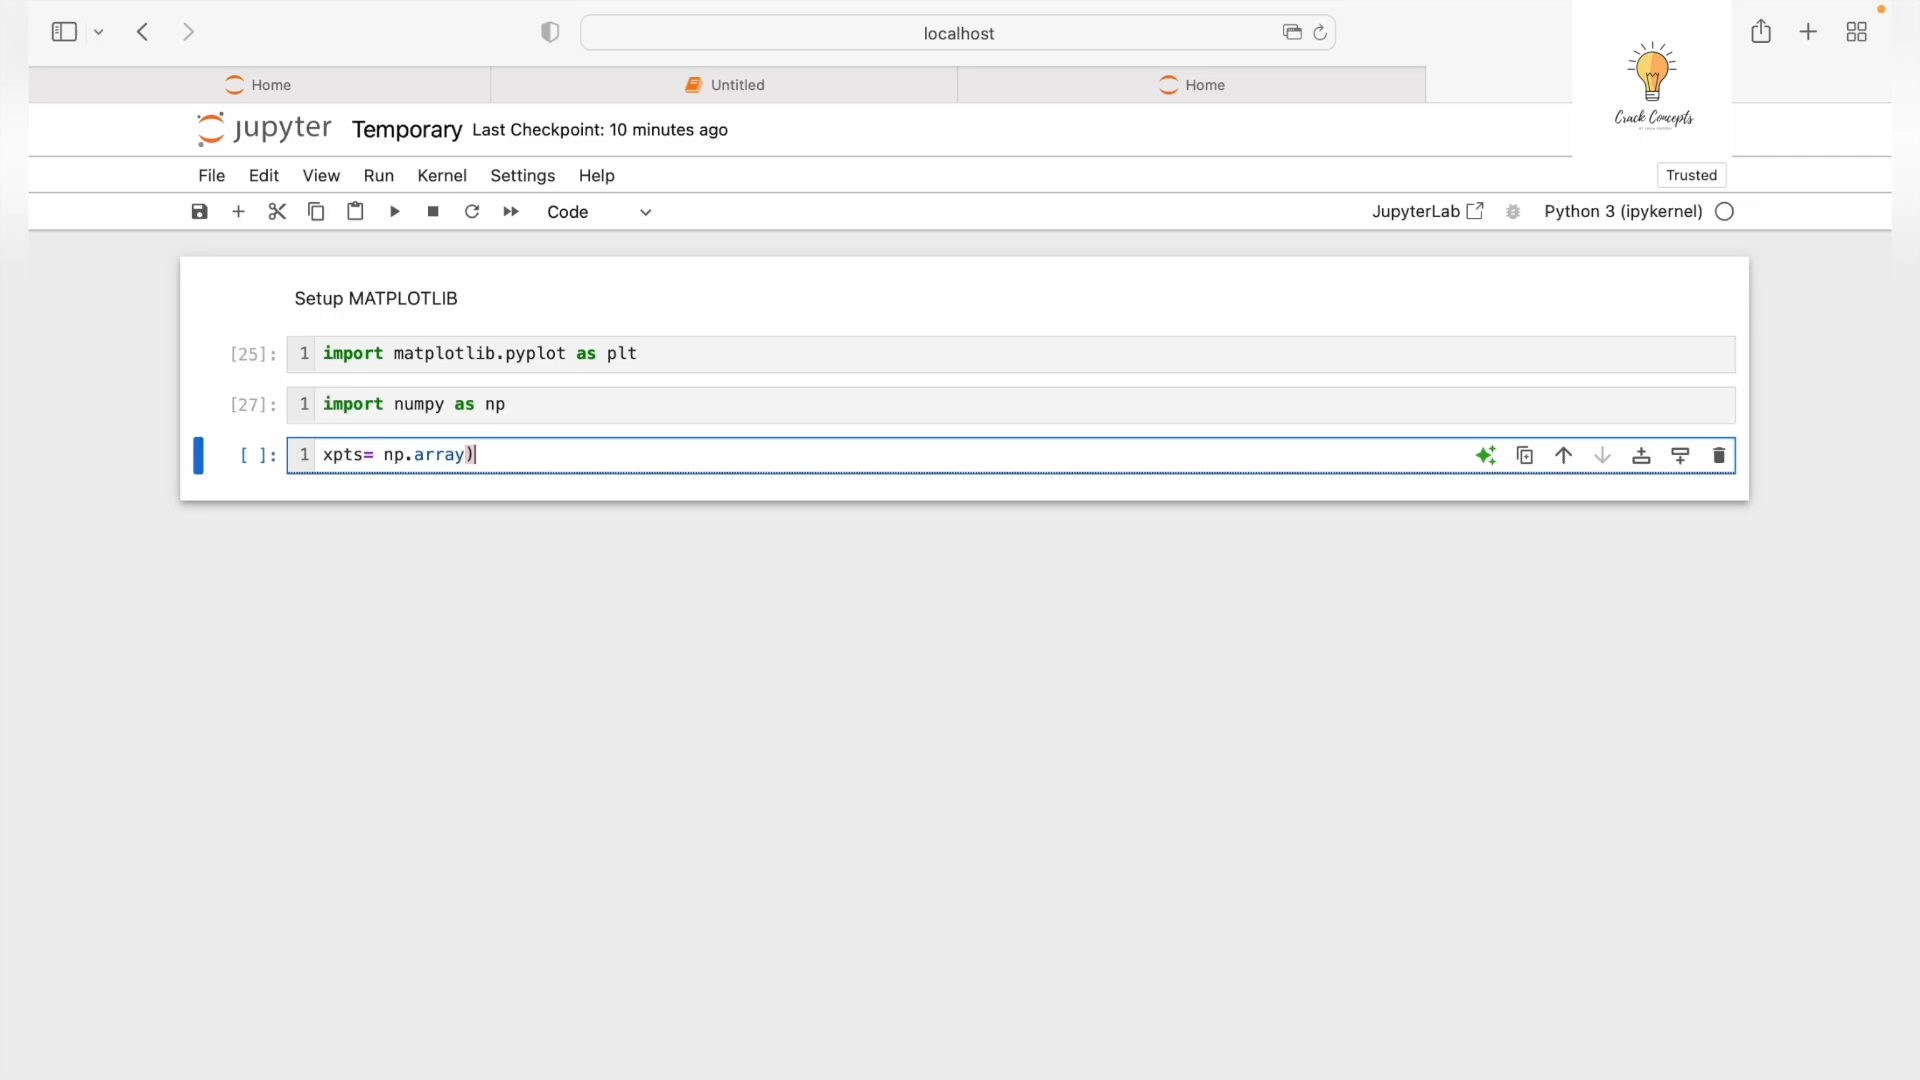 localhost
Home
Untitled
Home
Crack Concepts
jupyter Temporary Last Checkpoint: 10 minutes ago
File Edit View Run Kernel Settings Help
Trusted
Code
JupyterLab
Python 3 (ipykernel)
Setup MATPLOTLIB
[25]: 1 import matplotlib.pyplot as plt
[27]: 1 import numpy as np
[ ]: 1 xpts= np.array)